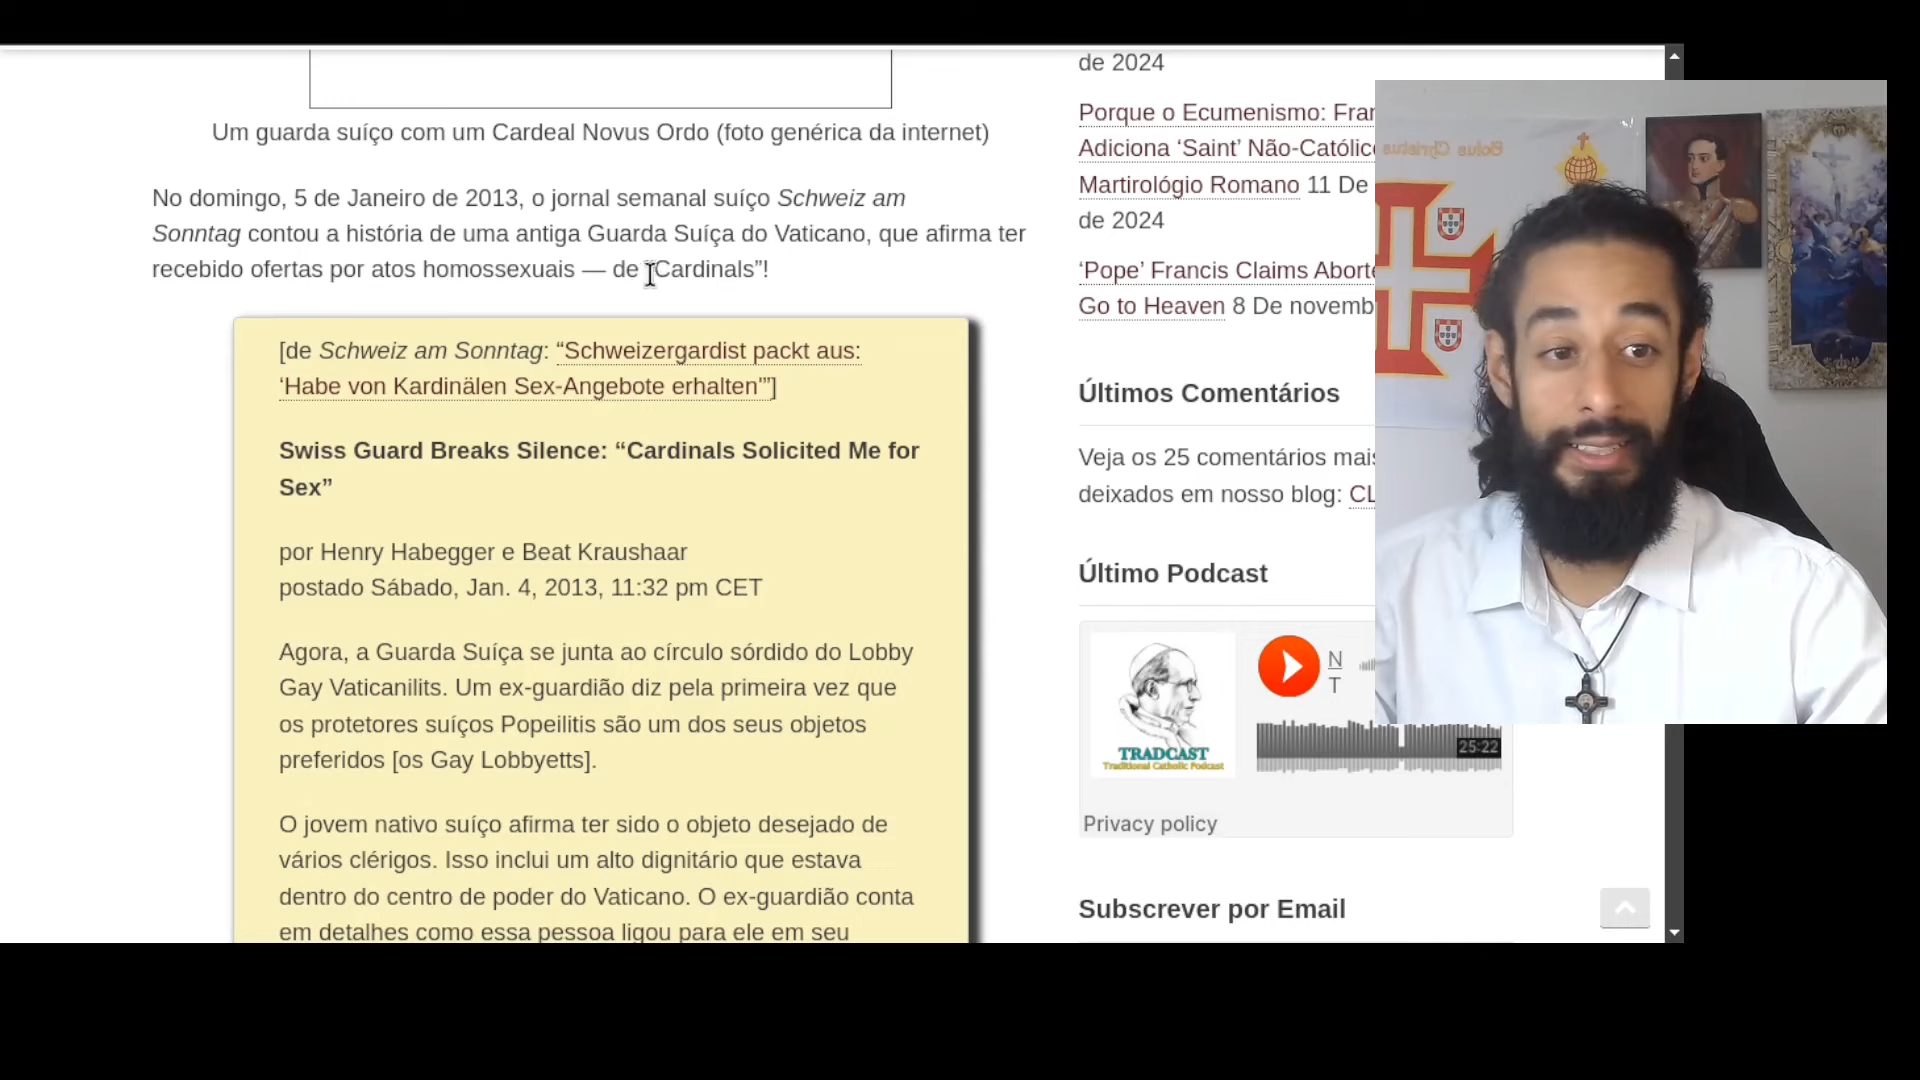 Um guarda suíço com um Cardeal Novus Ordo (foto genérica da internet)
No domingo, 5 de Janeiro de 2013, o jornal semanal suíço Schweiz am
Sonntag contou a história de uma antiga Guarda Suíça do Vaticano, que afirma ter
recebido ofertas por atos homossexuais — de “Cardinals”!
[de Schweiz am Sonntag: “Schweizergardist packt aus:
‘Habe von Kardinälen Sex-Angebote erhalten’”]
Swiss Guard Breaks Silence: “Cardinals Solicited Me for
Sex”
por Henry Habegger e Beat Kraushaar
postado Sábado, Jan. 4, 2013, 11:32 pm CET
Agora, a Guarda Suíça se junta ao círculo sórdido do Lobby
Gay Vaticanilits. Um ex-guardião diz pela primeira vez que
os protetores suíços Popeilitis são um dos seus objetos
preferidos [os Gay Lobbyetts].
O jovem nativo suíço afirma ter sido o objeto desejado de
vários clérigos. Isso inclui um alto dignitário que estava
dentro do centro de poder do Vaticano. O ex-guardião conta
em detalhes como essa pessoa ligou para ele em seu
de 2024
Porque o Ecumenismo: Fran
Adiciona ‘Saint’ Não-Católic
Martirológio Romano 11 De
de 2024
‘Pope’ Francis Claims Abort
Go to Heaven 8 De novemb
Últimos Comentários
Veja os 25 comentários mais
deixados em nosso blog: CL
Último Podcast
N
T
TRADCAST
Traditional Catholic Podcast
25:22
Privacy policy
Subscrever por Email